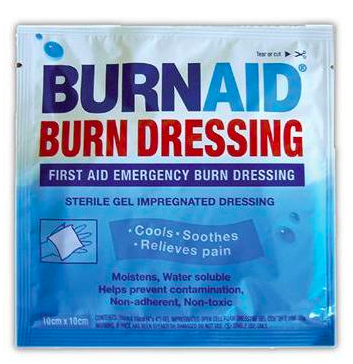 Tear or cut
BURNAID®
BURN DRESSING
FIRST AID EMERGENCY BURN DRESSING
STERILE GEL IMPREGNATED DRESSING
• Cools • Soothes
• Relieves pain
Moistens, Water soluble
Helps prevent contamination,
Non-adherent, Non-toxic
10cm x 10cm